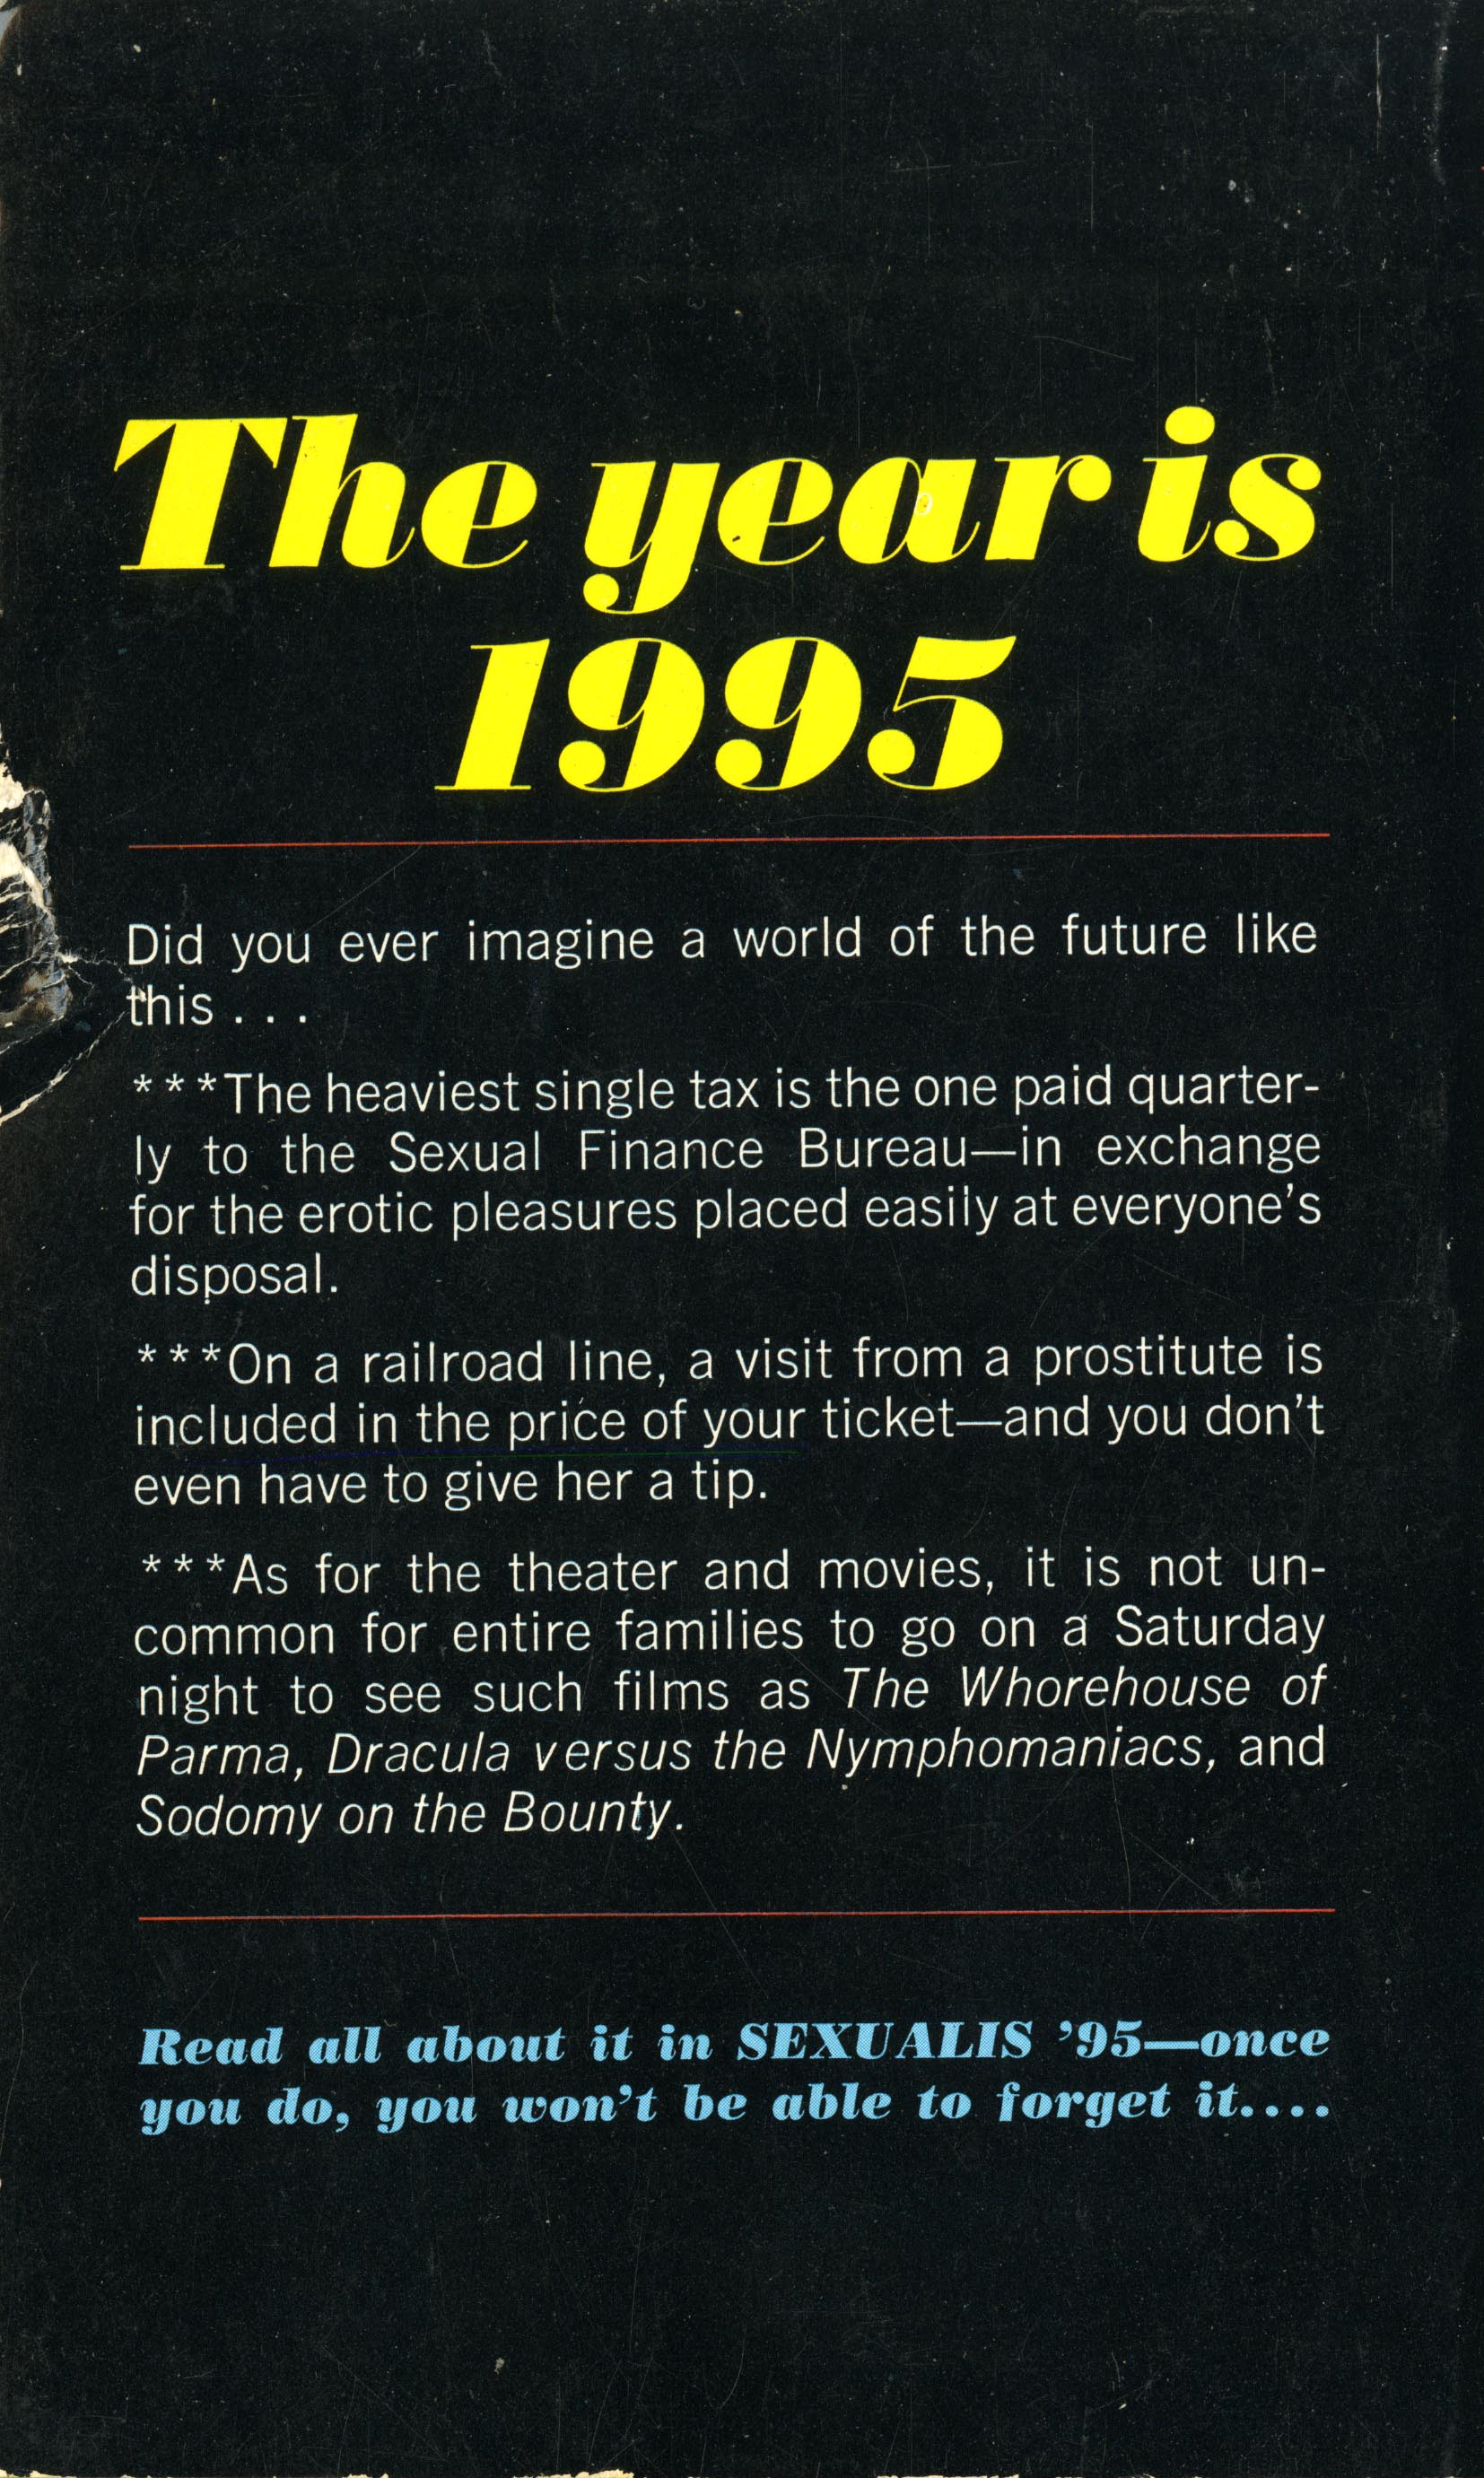 The year is
1995
Did you ever imagine a world of the future like
this . . .
***The heaviest single tax is the one paid quarter-
ly to the Sexual Finance Bureau—in exchange
for the erotic pleasures placed easily at everyone's
disposal.
***On a railroad line, a visit from a prostitute is
included in the price of your ticket—and you don't
even have to give her a tip.
***As for the theater and movies, it is not un-
common for entire families to go on a Saturday
night to see such films as The Whorehouse of
Parma, Dracula versus the Nymphomaniacs, and
Sodomy on the Bounty.
Read all about it in SEXUALIS '95—once
you do, you won't be able to forget it....